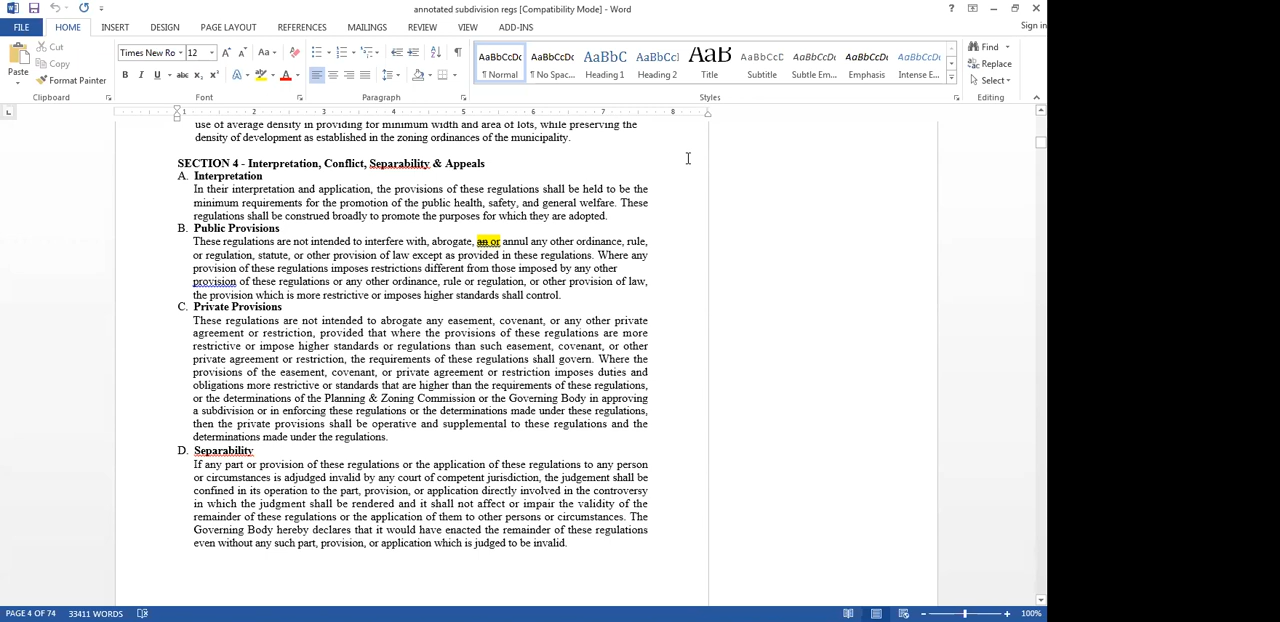 annotated subdivision regs [Compatibility Mode] - Word
Sign in
FILE HOME INSERT DESIGN PAGE LAYOUT REFERENCES MAILINGS REVIEW VIEW ADD-INS
Paste
Cut
Copy
Format Painter
Clipboard
Times New Ro 12
Font
Paragraph
AaBbCcDc AaBbCcDc AaBbC AaBbCc AaB AaBbCcC AaBbCcDc AaBbCcDc AaBbCcDc
¶ Normal ¶ No Spac... Heading 1 Heading 2 Title Subtitle Subtle Em... Emphasis Intense E...
Styles
Find
Replace
Select
Editing
1 2 3 4 5 6 7 8
use of average density in providing for minimum width and area of lots, while preserving the
density of development as established in the zoning ordinances of the municipality.
SECTION 4 - Interpretation, Conflict, Separability & Appeals
A. Interpretation
In their interpretation and application, the provisions of these regulations shall be held to be the
minimum requirements for the promotion of the public health, safety, and general welfare. These
regulations shall be construed broadly to promote the purposes for which they are adopted.
B. Public Provisions
These regulations are not intended to interfere with, abrogate, an or annul any other ordinance, rule,
or regulation, statute, or other provision of law except as provided in these regulations. Where any
provision of these regulations imposes restrictions different from those imposed by any other
provision of these regulations or any other ordinance, rule or regulation, or other provision of law,
the provision which is more restrictive or imposes higher standards shall control.
C. Private Provisions
These regulations are not intended to abrogate any easement, covenant, or any other private
agreement or restriction, provided that where the provisions of these regulations are more
restrictive or impose higher standards or regulations than such easement, covenant, or other
private agreement or restriction, the requirements of these regulations shall govern. Where the
provisions of the easement, covenant, or private agreement or restriction imposes duties and
obligations more restrictive or standards that are higher than the requirements of these regulations,
or the determinations of the Planning & Zoning Commission or the Governing Body in approving
a subdivision or in enforcing these regulations or the determinations made under these regulations,
then the private provisions shall be operative and supplemental to these regulations and the
determinations made under the regulations.
D. Separability
If any part or provision of these regulations or the application of these regulations to any person
or circumstances is adjudged invalid by any court of competent jurisdiction, the judgement shall be
confined in its operation to the part, provision, or application directly involved in the controversy
in which the judgment shall be rendered and it shall not affect or impair the validity of the
remainder of these regulations or the application of them to other persons or circumstances. The
Governing Body hereby declares that it would have enacted the remainder of these regulations
even without any such part, provision, or application which is judged to be invalid.
PAGE 4 OF 74 33411 WORDS 100%